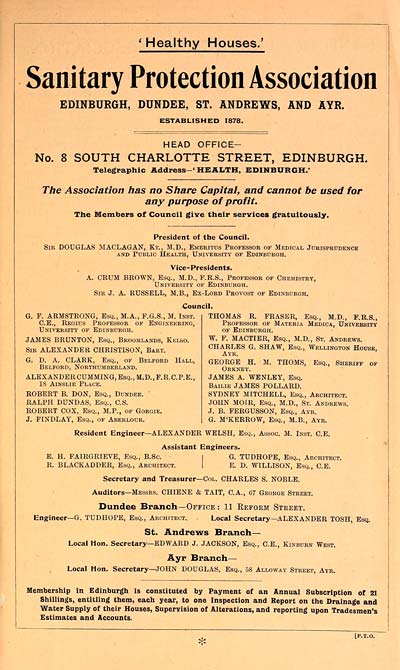 'Healthy Houses.'
Sanitary Protection Association
EDINBURGH, DUNDEE, ST. ANDREWS, AND AYR.
ESTABLISHED 1878.
HEAD OFFICE—
No. 8 SOUTH CHARLOTTE STREET, EDINBURGH.
Telegraphic Address—'HEALTH, EDINBURGH.'
The Association has no Share Capital, and cannot be used for
any purpose of profit.
The Members of Council give their services gratuitously.
President of the Council.
SIR DOUGLAS MACLAGAN, KT., M.D., EMERITUS PROFESSOR OF MEDICAL JURISPRUDENCE
AND PUBLIC HEALTH, UNIVERSITY OF EDINBURGH.
Vice-Presidents.
A. CRUM BROWN, ESQ., M.D., F.R.S., PROFESSOR OF CHEMISTRY,
UNIVERSITY OF EDINBURGH.
SIR J. A. RUSSELL, M.B., EX-LORD PROVOST OF EDINBURGH.
Council.
G. F. ARMSTRONG, ESQ., M.A., F.G.S., M. INST.
C.E., REGIUS PROFESSOR OF ENGINEERING,
UNIVERSITY OF EDINBURGH.
JAMES BRUNTON, ESQ., BROOMLANDS, KELSO.
SIR ALEXANDER CHRISTISON, BART.
G. D. A. CLARK, ESQ., OF BELFORD HALL,
BELFORD, NORTHUMBERLAND.
ALEXANDER CUMMING, ESQ., M.D., F.R.C.P.E.,
18 AINSLIE PLACE.
ROBERT B. DON, ESQ., DUNDEE.
RALPH DUNDAS, ESQ., C.S.
ROBERT COX, ESQ., M.P., OF GORGIE.
J. FINDLAY, ESQ., OF ABERLOUR.
THOMAS R. FRASER, ESQ., M.D., F.R.S.,
PROFESSOR OF MATERIA MEDICA, UNIVERSITY
OF EDINBURGH.
W. F. MACTIER, ESQ., M.D., ST. ANDREWS.
CHARLES G. SHAW, ESQ., WELLINGTON HOUSE,
AYR.
GEORGE H. M. THOMS, ESQ., SHERIFF OF
ORKNEY.
JAMES A. WENLEY, ESQ.
BAILIE JAMES POLLARD.
SYDNEY MITCHELL, ESQ., ARCHITECT.
JOHN MOIR, ESQ., M.D., ST. ANDREWS.
J. B. FERGUSSON, ESQ., AYR.
G. M'KERROW, ESQ., M.B., AYR.
Resident Engineer—ALEXANDER WELSH, ESQ., ASSOC. M. INST. C.E.
Assistant Engineers.
E. H. FAIRGRIEVE, ESQ., B.SC.
R. BLACKADDER, ESQ., ARCHITECT.
G. TUDHOPE, ESQ., ARCHITECT.
E. D. WILLISON, ESQ., C.E.
Secretary and Treasurer—COL. CHARLES S. NOBLE.
Auditors—MESSRS. CHIENE & TAIT, C.A., 67 GEORGE STREET.
Dundee Branch—OFFICE: 11 REFORM STREET.
Engineer—G. TUDHOPE, ESQ., ARCHITECT. Local Secretary—ALEXANDER TOSH, ESQ.
St. Andrews Branch—
Local Hon. Secretary—EDWARD J. JACKSON, ESQ., C.E., KINBURN WEST.
Ayr Branch—
Local Hon. Secretary—JOHN DOUGLAS, ESQ., 58 ALLOWAY STREET, AYR.
Membership in Edinburgh is constituted by Payment of an Annual Subscription of 21
Shillings, entitling them, each year, to one Inspection and Report on the Drainage and
Water Supply of their Houses, Supervision of Alterations, and reporting upon Tradesmen's
Estimates and Accounts.
[P.T.O.
*